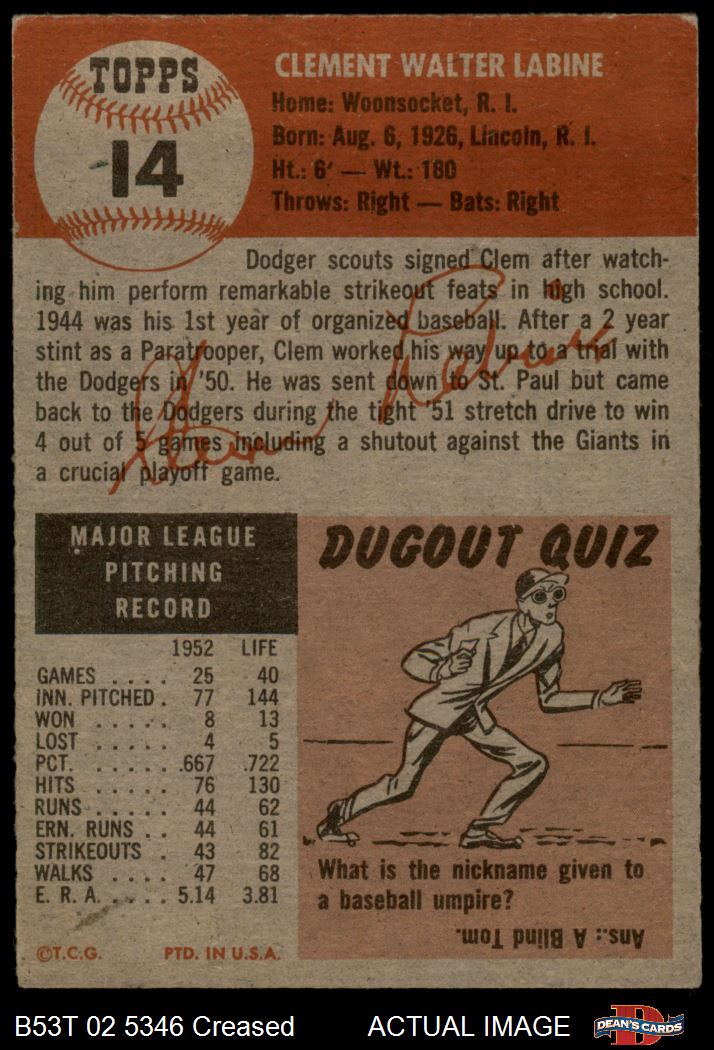 TOPPS
14
CLEMENT WALTER LABINE
Home: Woonsocket, R. I.
Born: Aug. 6, 1926, Lincoln, R. I.
Ht.: 6' — Wt.: 180
Throws: Right — Bats: Right
Dodger scouts signed Clem after watch-
ing him perform remarkable strikeout feats in high school.
1944 was his 1st year of organized baseball. After a 2 year
stint as a Paratrooper, Clem worked his way up to a trial with
the Dodgers in '50. He was sent down to St. Paul but came
back to the Dodgers during the tight '51 stretch drive to win
4 out of 5 games including a shutout against the Giants in
a crucial playoff game.
Clem Labine
MAJOR LEAGUE
PITCHING
RECORD
1952 LIFE
GAMES . . . . 25 40
INN. PITCHED . 77 144
WON . . . . . 8 13
LOST . . . . . 4 5
PCT. . . . . . .667 .722
HITS . . . . . 76 130
RUNS . . . . . 44 62
ERN. RUNS . . 44 61
STRIKEOUTS . 43 82
WALKS . . . . 47 68
E. R. A. . . . . 5.14 3.81
©T.C.G. PTD. IN U.S.A.
DUGOUT QUIZ
What is the nickname given to
a baseball umpire?
Ans.: A Blind Tom.
B53T 02 5346 Creased ACTUAL IMAGE
D
DEAN'S CARDS